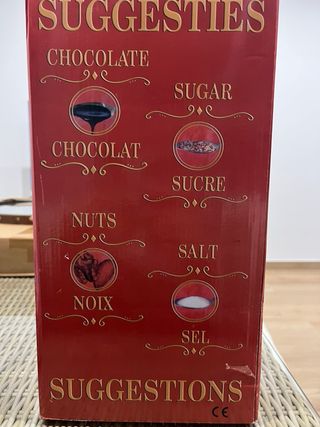 SUGGESTIES
CHOCOLATE
CHOCOLAT
SUGAR
SUCRE
NUTS
NOIX
SALT
SEL
SUGGESTIONS
CE